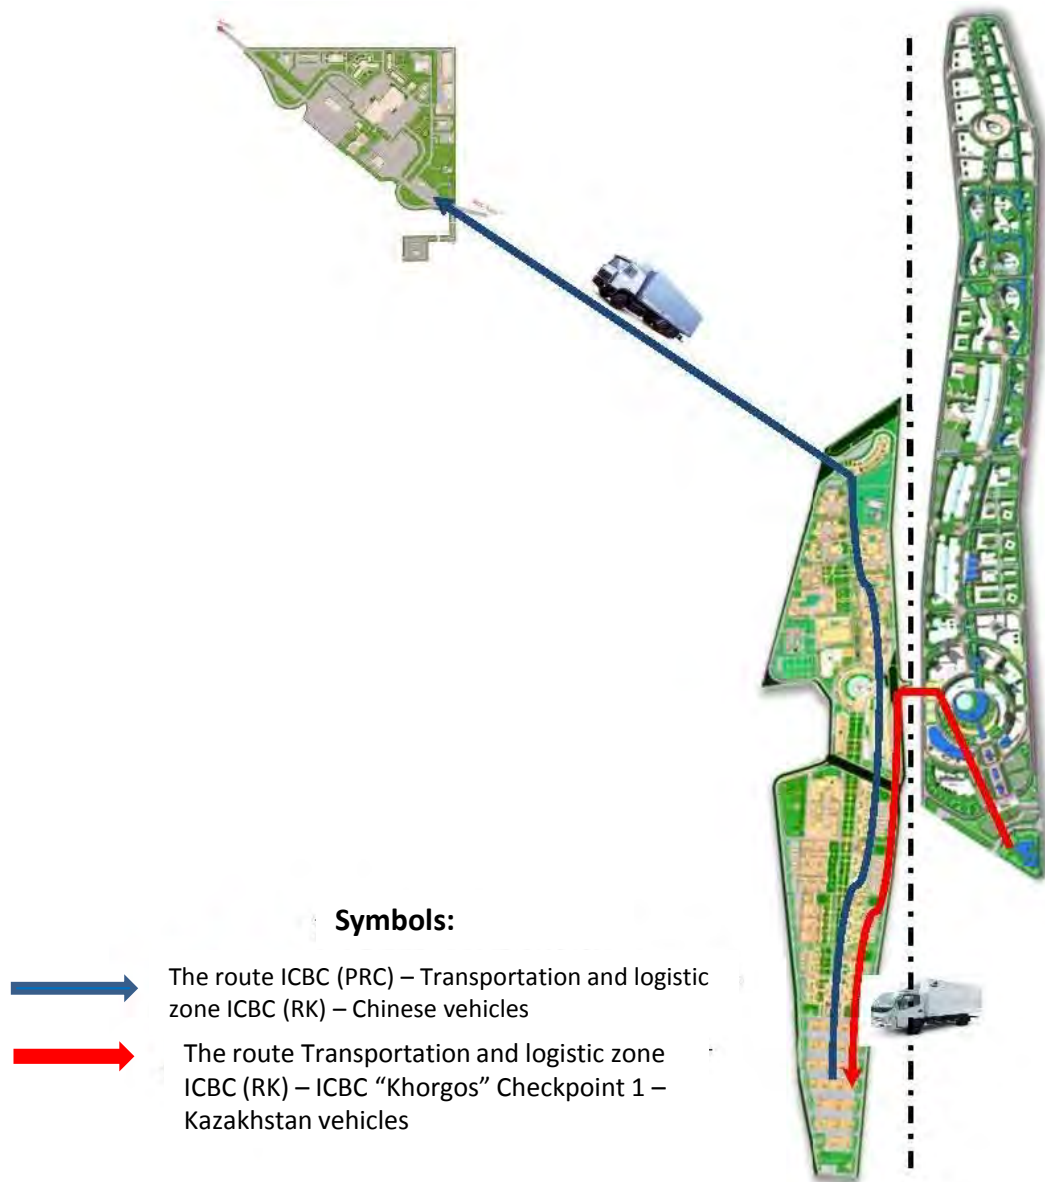 Symbols:
The route ICBC (PRC) – Transportation and logistic
zone ICBC (RK) – Chinese vehicles
The route Transportation and logistic zone
ICBC (RK) – ICBC “Khorgos” Checkpoint 1 –
Kazakhstan vehicles